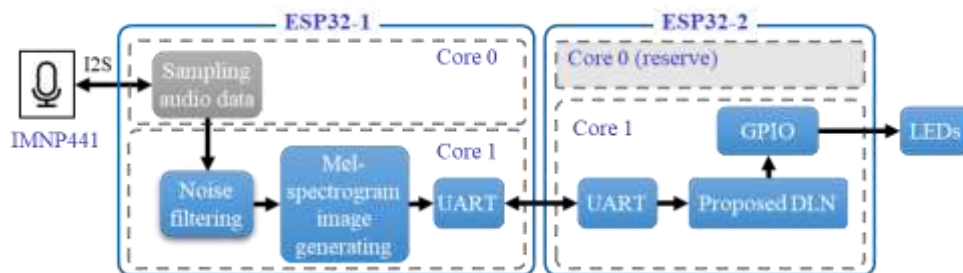 ESP32-1
ESP32-2
Core 0
Core 0 (reserve)
I2S
Sampling
audio data
IMNP441
Core 1
Core 1
GPIO
LEDs
Noise
filtering
Mel-
spectrogram
image
generating
UART
UART
Proposed DLN